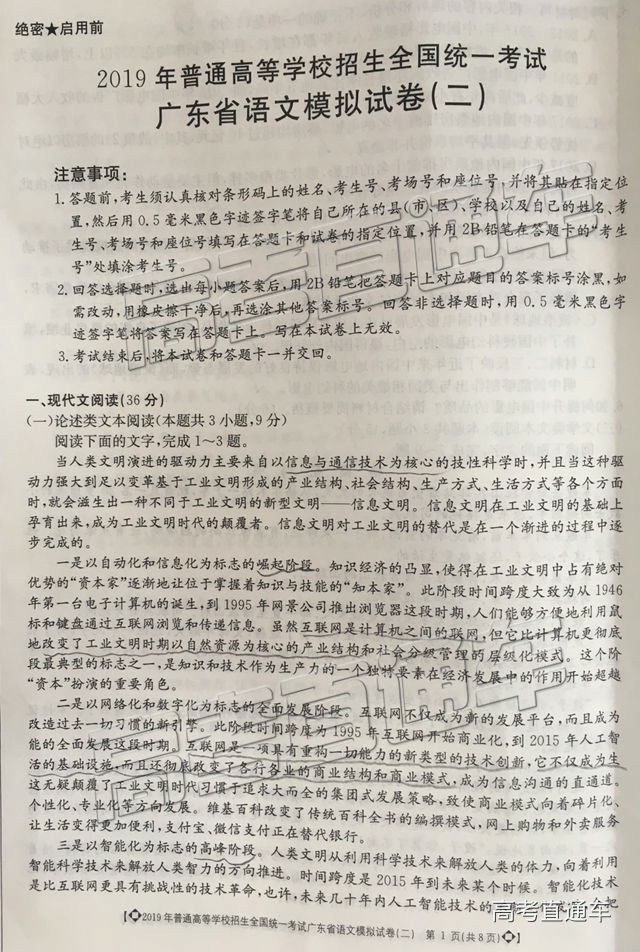 绝密★启用前
2019年普通高等学校招生全国统一考试
广东省语文模拟试卷(二)
注意事项:
1.答题前,考生须认真核对条形码上的姓名、考生号、考场号和座位号,并将其贴在指定位
置,然后用0.5毫米黑色字迹签字笔将自己所在的县(市、区)、学校以及自己的姓名、考
生号、考场号和座位号填写在答题卡和试卷的指定位置,并用2B铅笔在答题卡的“考生
号”处填涂考生号。
2.回答选择题时,选出每小题答案后,用2B铅笔把答题卡上对应题目的答案标号涂黑,如
需改动,用橡皮擦干净后,再选涂其他答案标号。回答非选择题时,用0.5毫米黑色字
迹签字笔将答案写在答题卡上。写在本试卷上无效。
3.考试结束后,将本试卷和答题卡一并交回。
一、现代文阅读(36分)
(一)论述类文本阅读(本题共3小题,9分)
阅读下面的文字,完成1~3题。
当人类文明演进的驱动力主要来自以信息与通信技术为核心的技性科学时,并且当这种驱
动力强大到足以变革基于工业文明形成的产业结构、社会结构、生产方式、生活方式等各个方面
时,就会滋生出一种不同于工业文明的新型文明——信息文明。信息文明在工业文明的基础上
孕育出来,成为工业文明时代的颠覆者。信息文明对工业文明的替代是在一个渐进的过程中逐
步完成的。
一是以自动化和信息化为标志的崛起阶段。知识经济的凸显,使得在工业文明中占有绝对
优势的“资本家”逐渐地让位于掌握着知识与技能的“知本家”。此阶段时间跨度大致为从1946
年第一台电子计算机的诞生,到1995年网景公司推出浏览器这段时期,人们能够方便地利用鼠
标和键盘通过互联网浏览和传递信息。虽然互联网是计算机之间的联网,但它比计算机更彻底
地改变了工业文明时期以自然资源为核心的产业结构和社会分级管理的层级化模式。这个阶
段最典型的标志之一,是知识和技术作为生产力的一个独特要素在经济发展中的作用开始超越
“资本”扮演的重要角色。
二是以网络化和数字化为标志的全面发展阶段。互联网不仅成为新的发展平台,而且成为
改造过去一切习惯的新引擎。此阶段时间跨度为1995年互联网开始商业化,到2015年人工智
能的全面发展这段时期。互联网是一项具有重构一切能力的新类型的技术创新,它不仅成为生
活的基础设施,而且还彻底改变了各行各业的商业结构和商业模式,成为信息沟通的直通道。
这无疑颠覆了工业文明时代习惯于追求大而全的集团式发展策略,致使商业模式向着碎片化、
个性化、专业化等方向发展。维基百科改变了传统百科全书的编撰模式,网上购物和外卖服务
让生活变得更加便利,支付宝、微信支付正在替代银行。
三是以智能化为标志的高峰阶段。人类文明从利用科学技术来解放人类的体力,向着利用
智能科学技术来解放人类智力的方向推进。时间跨度是2015年到未来某个时候。智能化技术
是比互联网更具有挑战性的技术革命,也许,未来几十年内人工智能技术的
【2019年普通高等学校招生全国统一考试广东省语文模拟试卷(二) 第1页(共8页)】
高考直通车
高考直通车
高考直通车